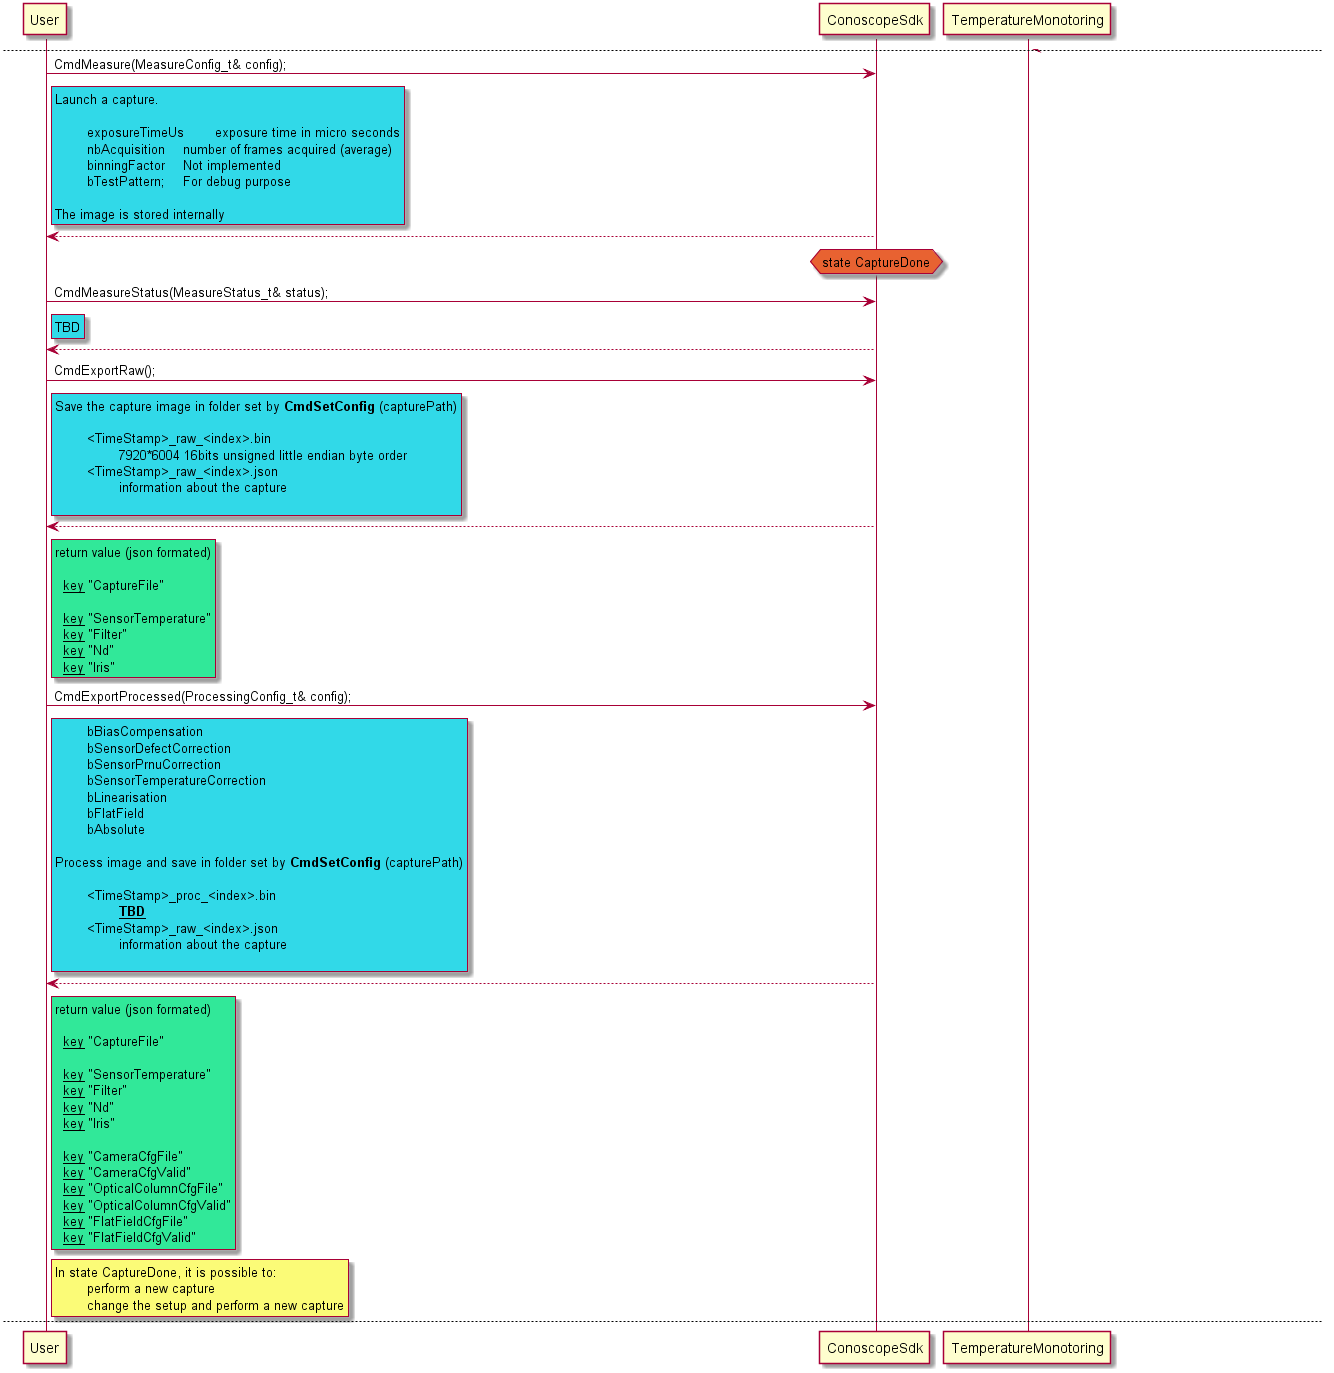 User
ConoscopeSdk
TemperatureMonotoring
CmdMeasure(MeasureConfig_t& config);
Launch a capture.
exposureTimeUs exposure time in micro seconds
nbAcquisition number of frames acquired (average)
binningFactor Not implemented
bTestPattern; For debug purpose
The image is stored internally
state CaptureDone
CmdMeasureStatus(MeasureStatus_t& status);
TBD
CmdExportRaw();
Save the capture image in folder set by CmdSetConfig (capturePath)
<TimeStamp>_raw_<index>.bin
7920*6004 16bits unsigned little endian byte order
<TimeStamp>_raw_<index>.json
information about the capture
return value (json formated)
key "CaptureFile"
key "SensorTemperature"
key "Filter"
key "Nd"
key "Iris"
CmdExportProcessed(ProcessingConfig_t& config);
bBiasCompensation
bSensorDefectCorrection
bSensorPrnuCorrection
bSensorTemperatureCorrection
bLinearisation
bFlatField
bAbsolute
Process image and save in folder set by CmdSetConfig (capturePath)
<TimeStamp>_proc_<index>.bin
TBD
<TimeStamp>_raw_<index>.json
information about the capture
return value (json formated)
key "CaptureFile"
key "SensorTemperature"
key "Filter"
key "Nd"
key "Iris"
key "CameraCfgFile"
key "CameraCfgValid"
key "OpticalColumnCfgFile"
key "OpticalColumnCfgValid"
key "FlatFieldCfgFile"
key "FlatFieldCfgValid"
In state CaptureDone, it is possible to:
perform a new capture
change the setup and perform a new capture
User
ConoscopeSdk
TemperatureMonotoring